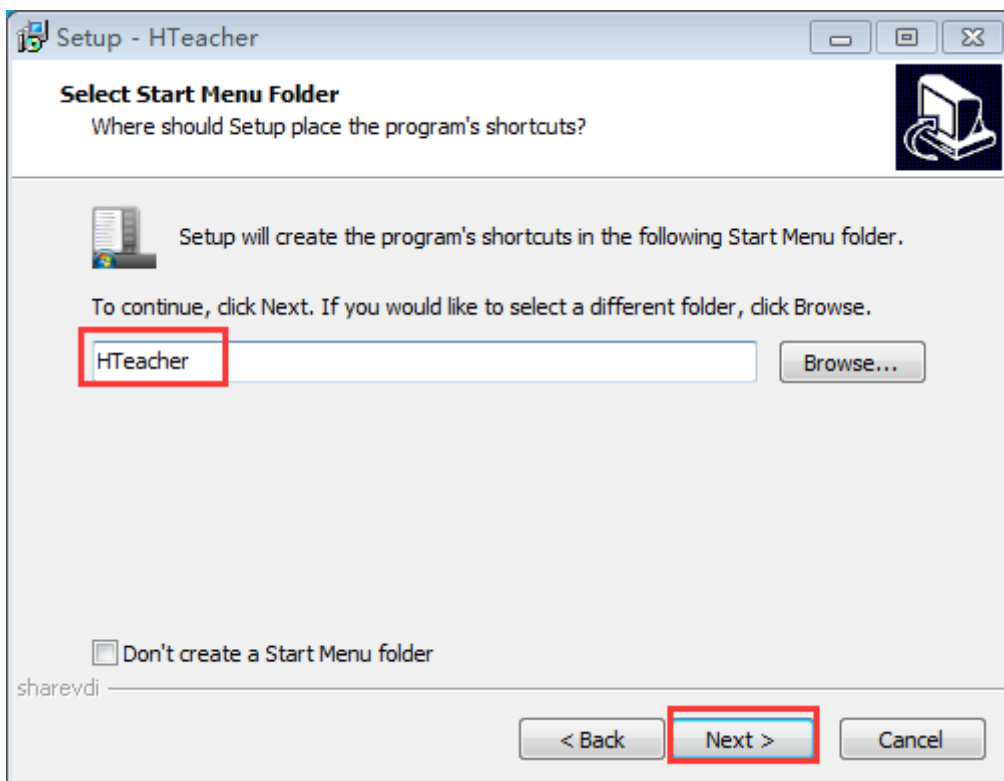 Setup - HTeacher
Select Start Menu Folder
Where should Setup place the program's shortcuts?
Setup will create the program's shortcuts in the following Start Menu folder.
To continue, click Next. If you would like to select a different folder, click Browse.
HTeacher
Browse...
Don't create a Start Menu folder
sharevdi
< Back
Next >
Cancel